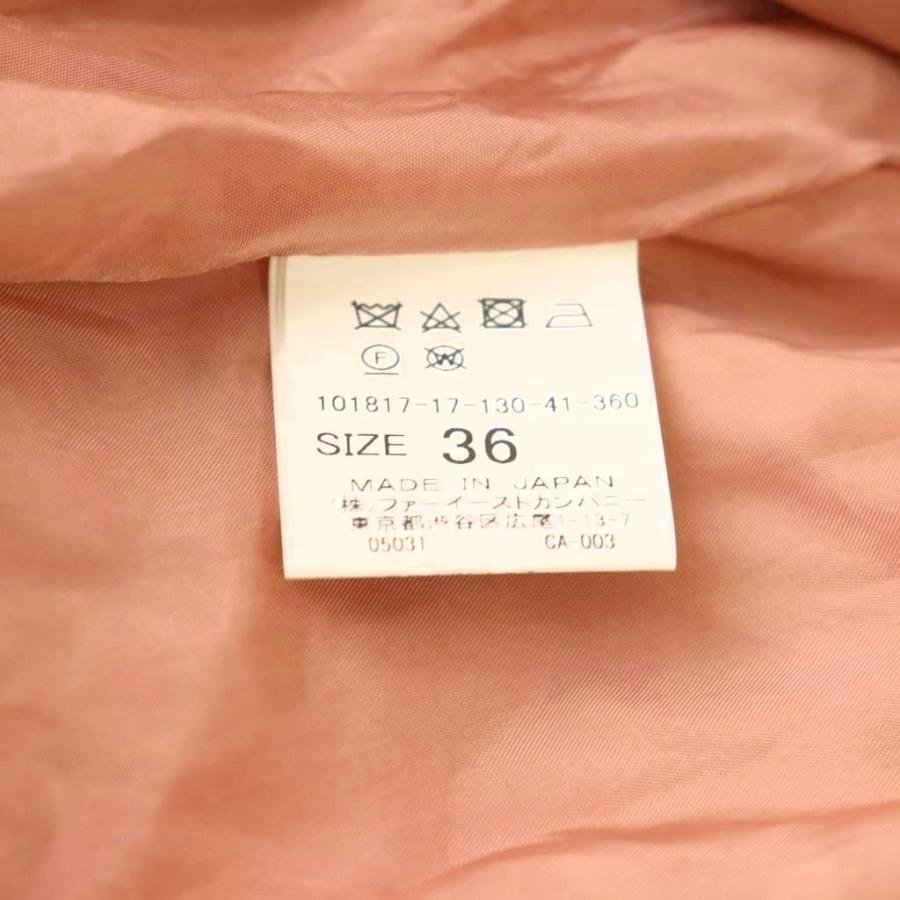 F W
101817-17-130-41-360
SIZE 36
MADE IN JAPAN
(株)ファーイーストカンパニー
東京都渋谷区広尾1-13-7
05031 CA-003